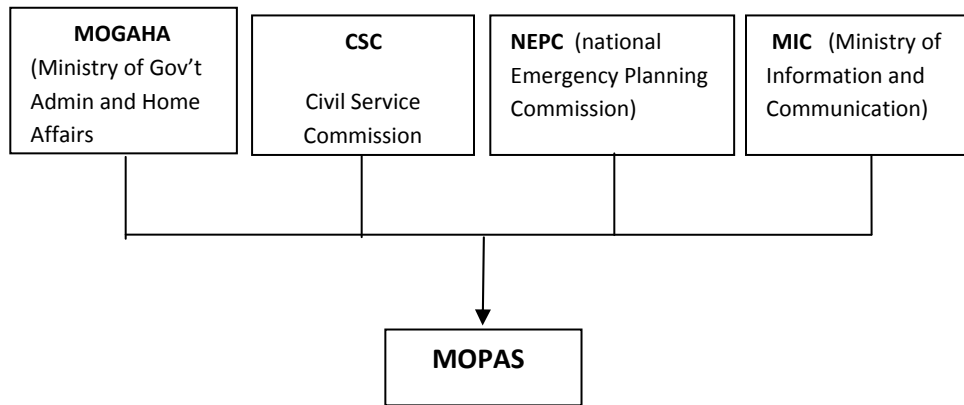 MOGAHA
(Ministry of Gov’t
Admin and Home
Affairs
CSC
Civil Service
Commission
NEPC (national
Emergency Planning
Commission)
MIC (Ministry of
Information and
Communication)
MOPAS